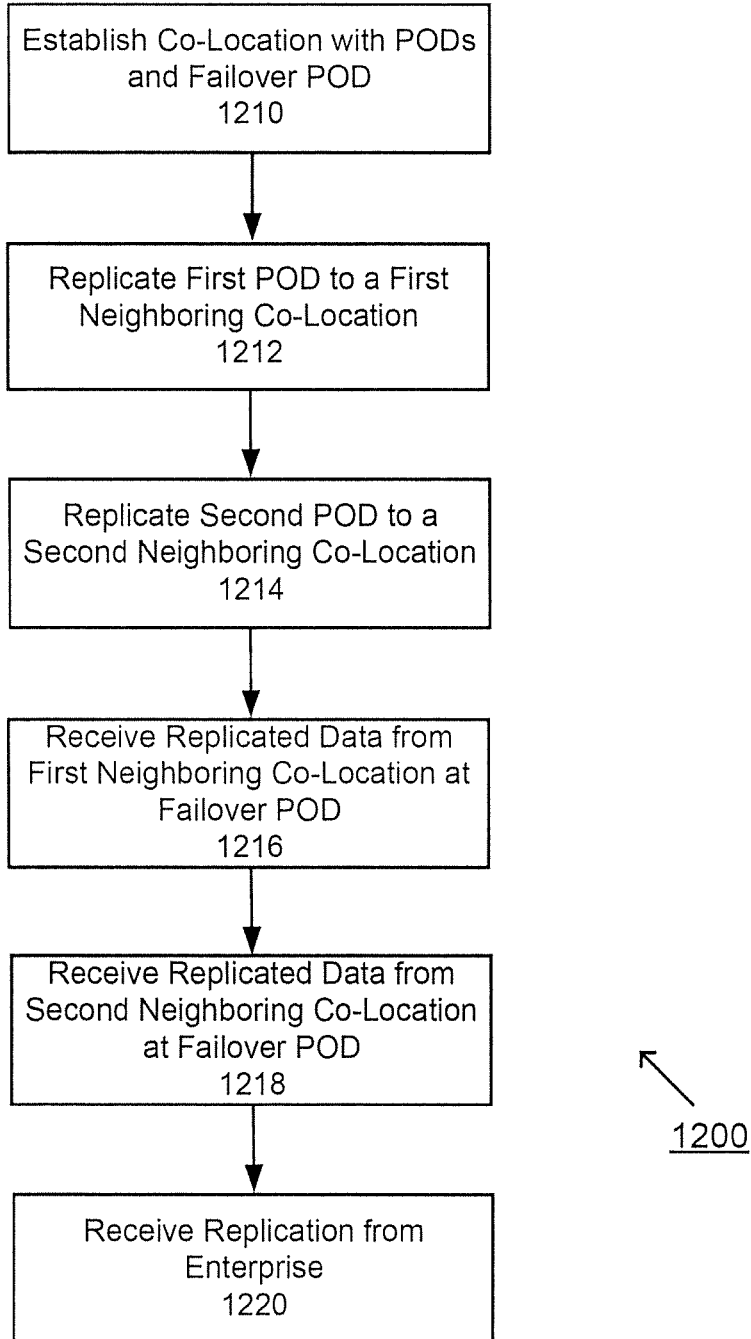 Establish Co-Location with PODs
and Failover POD
1210
Replicate First POD to a First
Neighboring Co-Location
1212
Replicate Second POD to a
Second Neighboring Co-Location
1214
Receive Replicated Data from
First Neighboring Co-Location at
Failover POD
1216
Receive Replicated Data from
Second Neighboring Co-Location
at Failover POD
1218
1200
Receive Replication from
Enterprise
1220